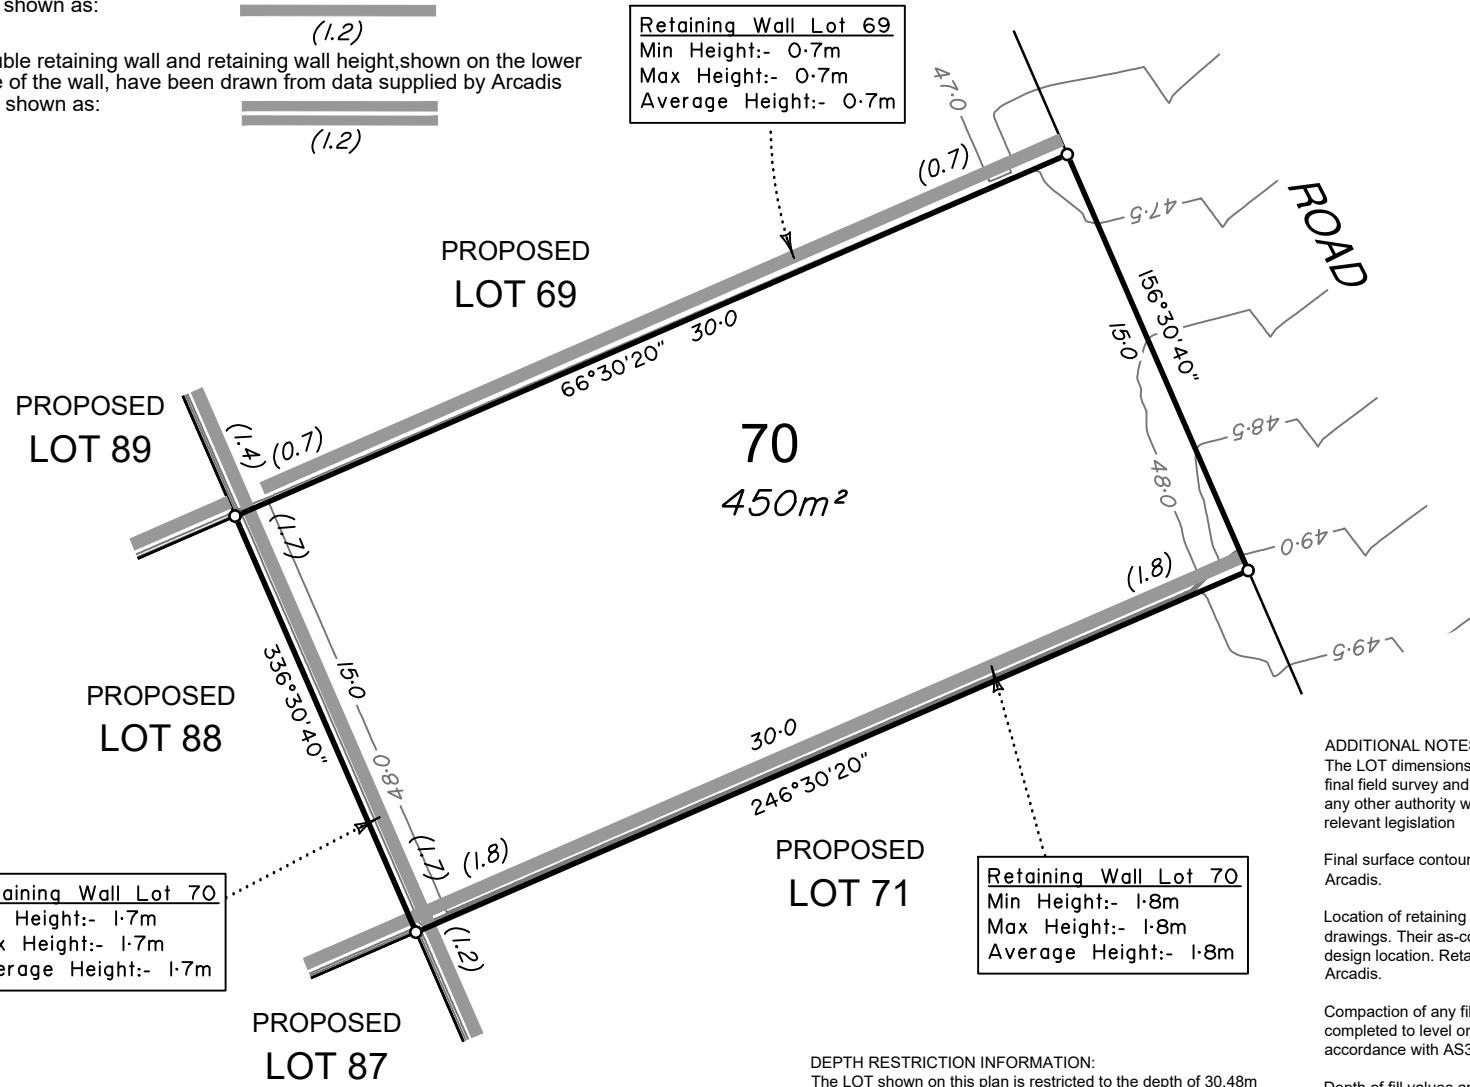 shown as:
(1.2)
ble retaining wall and retaining wall height,shown on the lower
of the wall, have been drawn from data supplied by Arcadis
shown as:
(1.2)
Retaining Wall Lot 69
Min Height:- 0·7m
Max Height:- 0·7m
Average Height:- 0·7m
47·0
(0.7)
47·5
ROAD
PROPOSED
LOT 69
30·0
66°30'20"
156°30'40"
15·0
PROPOSED
LOT 89
(1.4)
(0.7)
70
450m²
48·5
48·0
(1.7)
49·0
(1.8)
49·5
336°30'40"
15·0
PROPOSED
LOT 88
48·0
30·0
246°30'20"
(1.7)
(1.8)
PROPOSED
LOT 71
Retaining Wall Lot 70
Min Height:- 1·8m
Max Height:- 1·8m
Average Height:- 1·8m
aining Wall Lot 70
Height:- 1·7m
x Height:- 1·7m
erage Height:- 1·7m
(1.2)
PROPOSED
LOT 87
ADDITIONAL NOTES
The LOT dimensions
final field survey and
any other authority w
relevant legislation
Final surface contour
Arcadis.
Location of retaining
drawings. Their as-co
design location. Reta
Arcadis.
Compaction of any fil
completed to level or
accordance with AS3
Depth of fill values a
DEPTH RESTRICTION INFORMATION:
The LOT shown on this plan is restricted to the depth of 30.48m